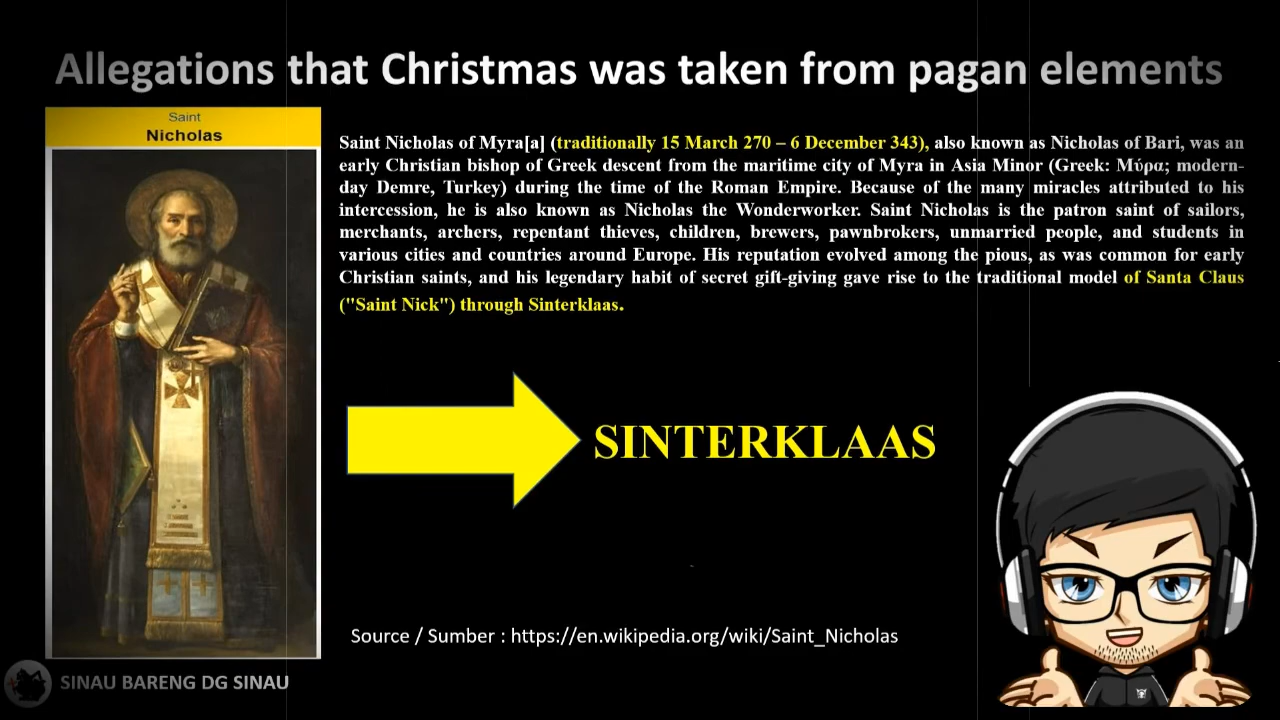 Allegations that Christmas was taken from pagan elements
Saint
Nicholas
Saint Nicholas of Myra[a] (traditionally 15 March 270 – 6 December 343), also known as Nicholas of Bari, was an
early Christian bishop of Greek descent from the maritime city of Myra in Asia Minor (Greek: Μύρα; modern-
day Demre, Turkey) during the time of the Roman Empire. Because of the many miracles attributed to his
intercession, he is also known as Nicholas the Wonderworker. Saint Nicholas is the patron saint of sailors,
merchants, archers, repentant thieves, children, brewers, pawnbrokers, unmarried people, and students in
various cities and countries around Europe. His reputation evolved among the pious, as was common for early
Christian saints, and his legendary habit of secret gift-giving gave rise to the traditional model of Santa Claus
("Saint Nick") through Sinterklaas.
SINTERKLAAS
Source / Sumber : https://en.wikipedia.org/wiki/Saint_Nicholas
SINAU BARENG DG SINAU